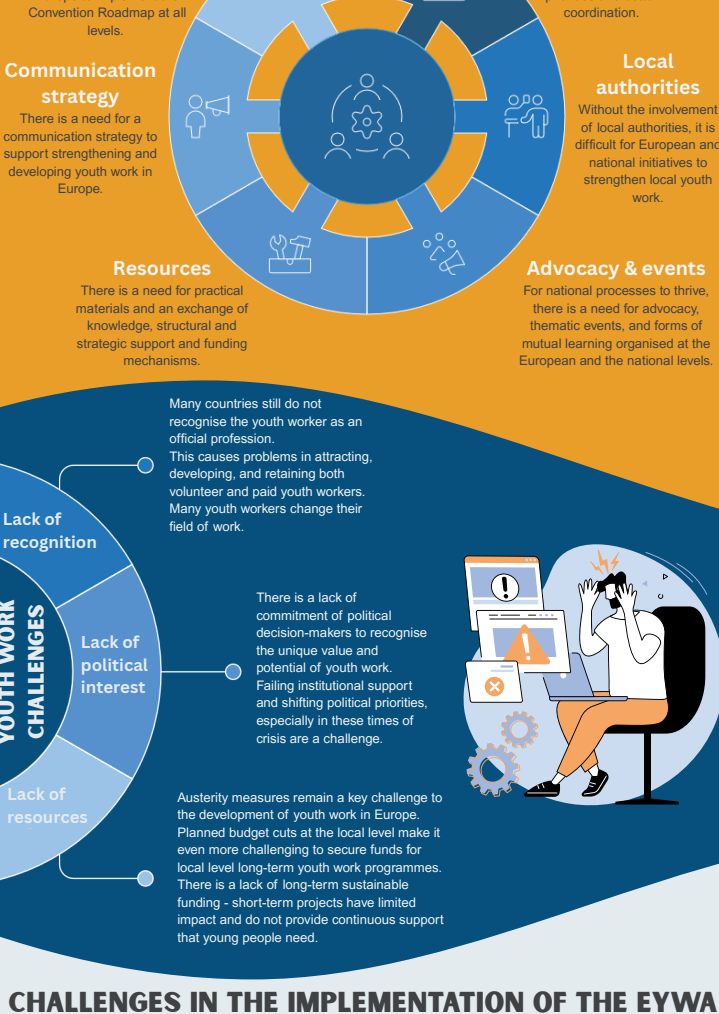 Convention Roadmap at all
levels.
coordination.
Communication
strategy
There is a need for a
communication strategy to
support strengthening and
developing youth work in
Europe.
Local
authorities
Without the involvement
of local authorities, it is
difficult for European and
national initiatives to
strengthen local youth
work.
Resources
There is a need for practical
materials and an exchange of
knowledge, structural and
strategic support and funding
mechanisms.
Advocacy & events
For national processes to thrive,
there is a need for advocacy,
thematic events, and forms of
mutual learning organised at the
European and the national levels.
YOUTH WORK
CHALLENGES
Lack of
recognition
Many countries still do not
recognise the youth worker as an
official profession.
This causes problems in attracting,
developing, and retaining both
volunteer and paid youth workers.
Many youth workers change their
field of work.
Lack of
political
interest
There is a lack of
commitment of political
decision-makers to recognise
the unique value and
potential of youth work.
Failing institutional support
and shifting political priorities,
especially in these times of
crisis are a challenge.
Lack of
resources
Austerity measures remain a key challenge to
the development of youth work in Europe.
Planned budget cuts at the local level make it
even more challenging to secure funds for
local level long-term youth work programmes.
There is a lack of long-term sustainable
funding - short-term projects have limited
impact and do not provide continuous support
that young people need.
CHALLENGES IN THE IMPLEMENTATION OF THE EYWA